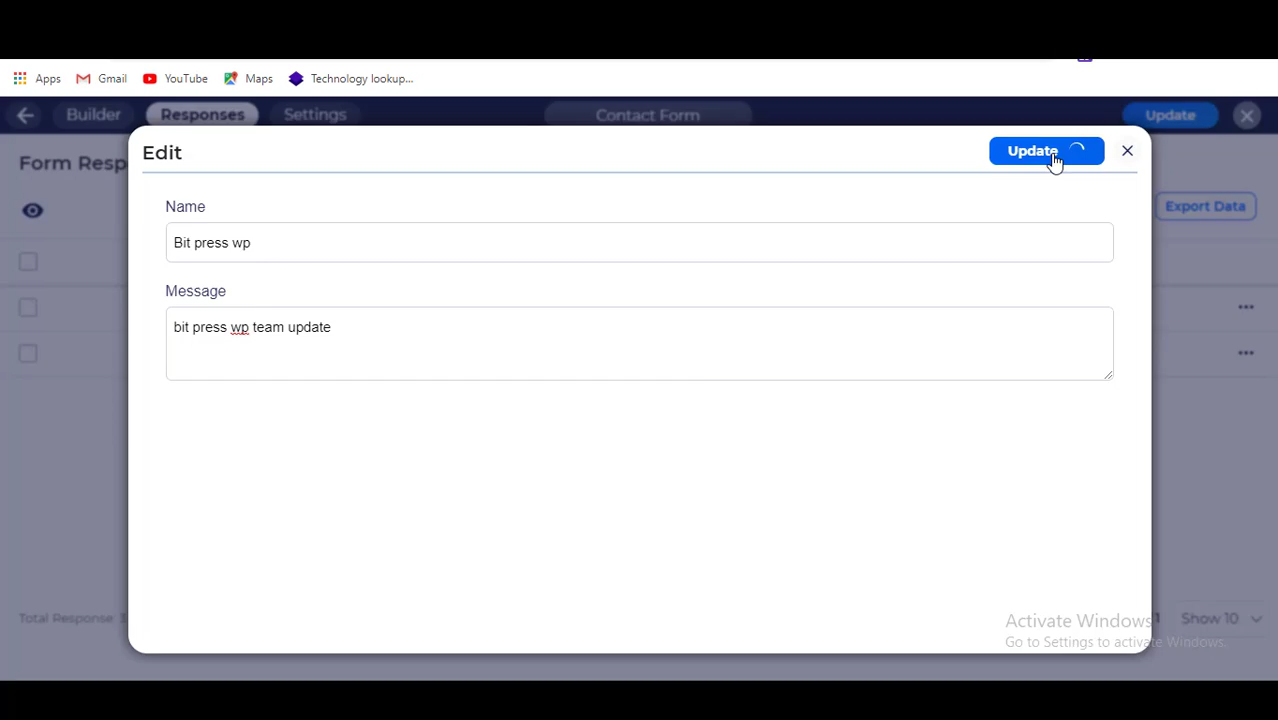 Apps Gmail YouTube Maps Technology lookup...
Builder Responses Settings Contact Form Update
Form Resp
Edit Update
Name
Export Data
Bit press wp
Message
bit press wp team update
Total Response 3 1 Show 10
Activate Windows
Go to Settings to activate Windows.